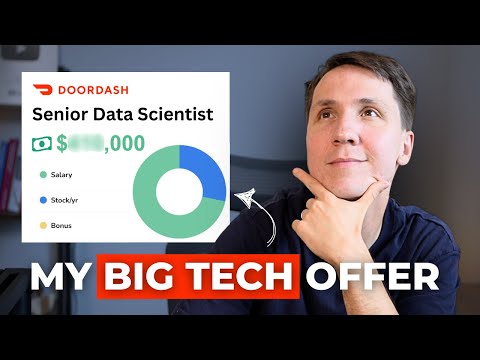 DOORDASH
Senior Data Scientist
$ ,000
Salary
Stock/yr
Bonus
MY BIG TECH OFFER